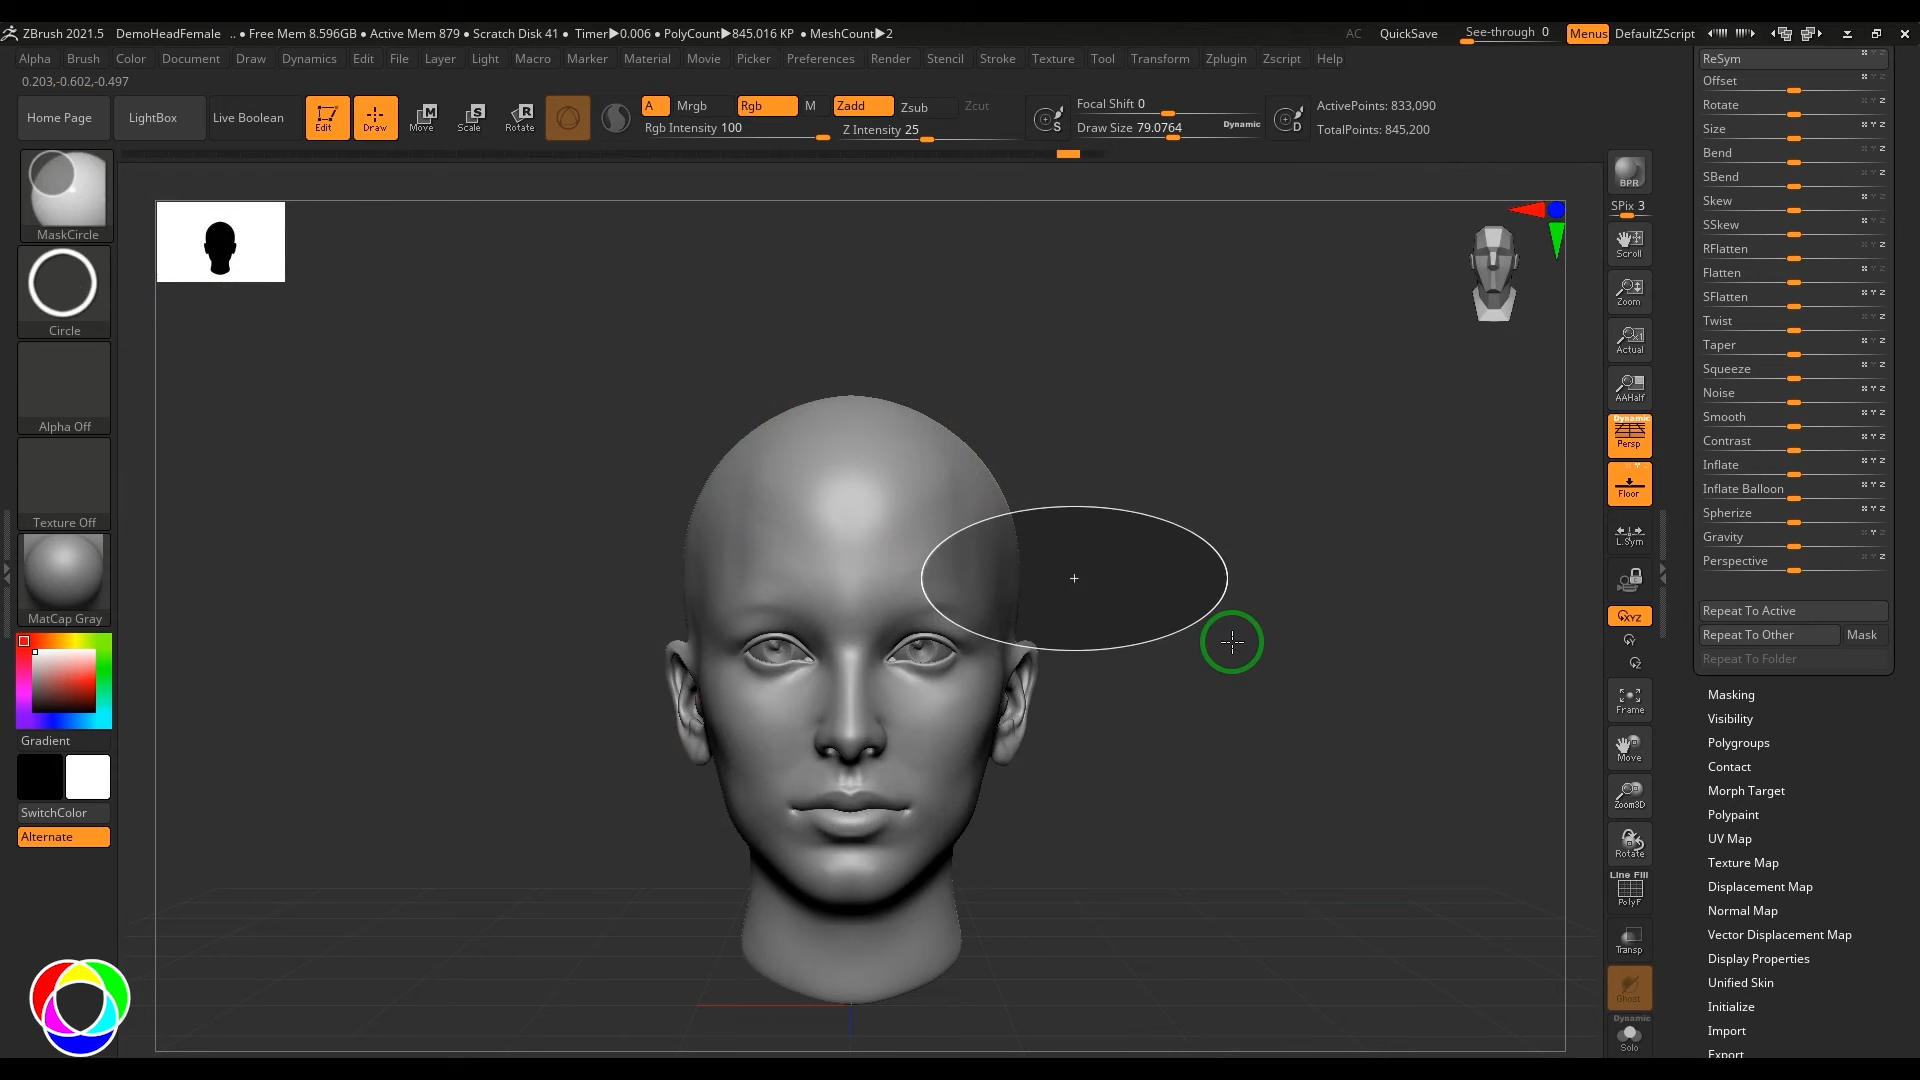 ZBrush 2021.5 DemoHeadFemale .. ● Free Mem 8.596GB ● Active Mem 879 ● Scratch Disk 41 ● Timer▶0.006 ● PolyCount▶845.016 KP ● MeshCount▶2 AC QuickSave See-through 0 Menus DefaultZScript
Alpha Brush Color Document Draw Dynamics Edit File Layer Light Macro Marker Material Movie Picker Preferences Render Stencil Stroke Texture Tool Transform Zplugin Zscript Help
0.203,-0.602,-0.497
Home Page LightBox Live Boolean Edit Draw Move Scale Rotate
A Mrgb Rgb M Zadd Zsub Zcut
Rgb Intensity 100 Z Intensity 25
S Focal Shift 0
Draw Size 79.0764 Dynamic D
ActivePoints: 833,090
TotalPoints: 845,200
MaskCircle
Circle
Alpha Off
Texture Off
MatCap Gray
Gradient
SwitchColor
Alternate
BPR
SPix 3
Scroll
Zoom
Actual
AAHalf
Dynamic
Persp
Floor
L.Sym
XYZ
Y
Z
Frame
Move
Zoom3D
Rotate
Line Fill
PolyF
Transp
Ghost
Dynamic
Solo
ReSym
Offset
Rotate
Size
Bend
SBend
Skew
SSkew
RFlatten
Flatten
SFlatten
Twist
Taper
Squeeze
Noise
Smooth
Contrast
Inflate
Inflate Balloon
Spherize
Gravity
Perspective
Repeat To Active
Repeat To Other Mask
Repeat To Folder
Masking
Visibility
Polygroups
Contact
Morph Target
Polypaint
UV Map
Texture Map
Displacement Map
Normal Map
Vector Displacement Map
Display Properties
Unified Skin
Initialize
Import
Export